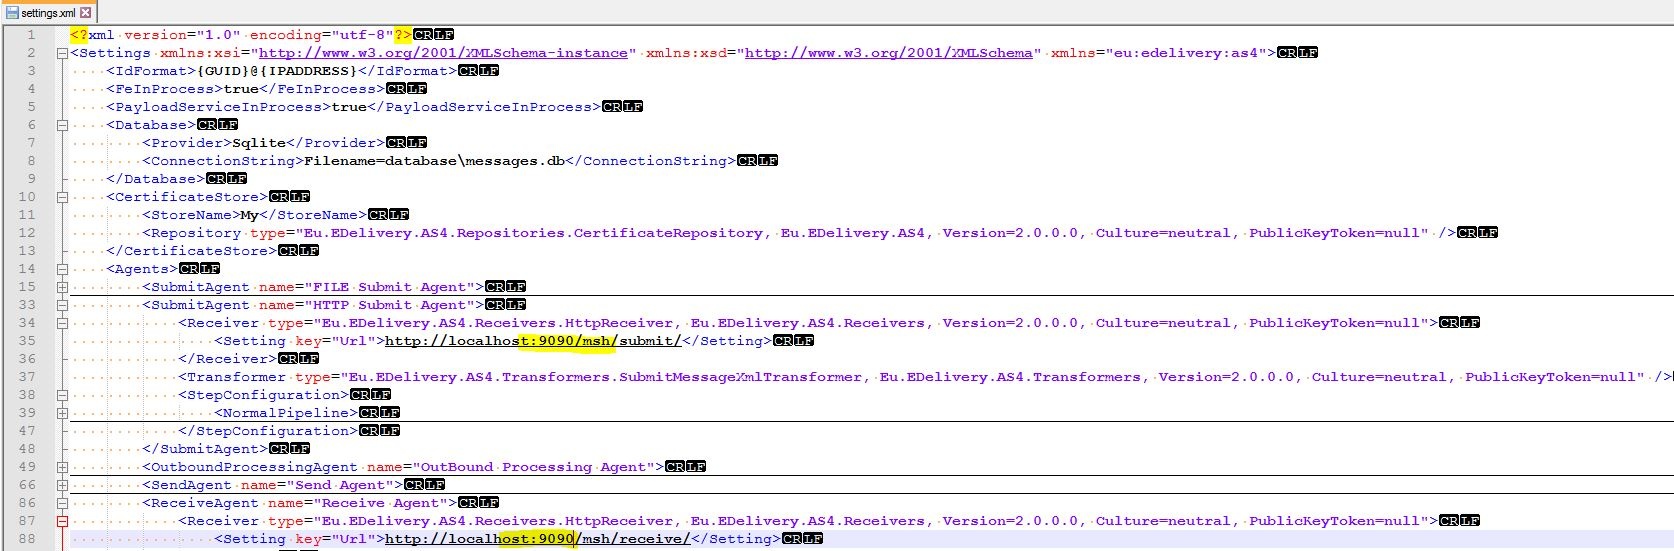 settings.xml
1 <?xml version="1.0" encoding="utf-8"?>CRLF
2 <Settings xmlns:xsi="http://www.w3.org/2001/XMLSchema-instance" xmlns:xsd="http://www.w3.org/2001/XMLSchema" xmlns="eu:edelivery:as4">CRLF
3 <IdFormat>{GUID}@{IPADDRESS}</IdFormat>CRLF
4 <FeInProcess>true</FeInProcess>CRLF
5 <PayloadServiceInProcess>true</PayloadServiceInProcess>CRLF
6 <Database>CRLF
7 <Provider>Sqlite</Provider>CRLF
8 <ConnectionString>Filename=database\messages.db</ConnectionString>CRLF
9 </Database>CRLF
10 <CertificateStore>CRLF
11 <StoreName>My</StoreName>CRLF
12 <Repository type="Eu.EDelivery.AS4.Repositories.CertificateRepository, Eu.EDelivery.AS4, Version=2.0.0.0, Culture=neutral, PublicKeyToken=null" />CRLF
13 </CertificateStore>CRLF
14 <Agents>CRLF
15 <SubmitAgent name="FILE Submit Agent">CRLF
33 <SubmitAgent name="HTTP Submit Agent">CRLF
34 <Receiver type="Eu.EDelivery.AS4.Receivers.HttpReceiver, Eu.EDelivery.AS4.Receivers, Version=2.0.0.0, Culture=neutral, PublicKeyToken=null">CRLF
35 <Setting key="Url">http://localhost:9090/msh/submit/</Setting>CRLF
36 </Receiver>CRLF
37 <Transformer type="Eu.EDelivery.AS4.Transformers.SubmitMessageXmlTransformer, Eu.EDelivery.AS4.Transformers, Version=2.0.0.0, Culture=neutral, PublicKeyToken=null" />
38 <StepConfiguration>CRLF
39 <NormalPipeline>CRLF
47 </StepConfiguration>CRLF
48 </SubmitAgent>CRLF
49 <OutboundProcessingAgent name="OutBound Processing Agent">CRLF
66 <SendAgent name="Send Agent">CRLF
86 <ReceiveAgent name="Receive Agent">CRLF
87 <Receiver type="Eu.EDelivery.AS4.Receivers.HttpReceiver, Eu.EDelivery.AS4.Receivers, Version=2.0.0.0, Culture=neutral, PublicKeyToken=null">CRLF
88 <Setting key="Url">http://localhost:9090/msh/receive/</Setting>CRLF